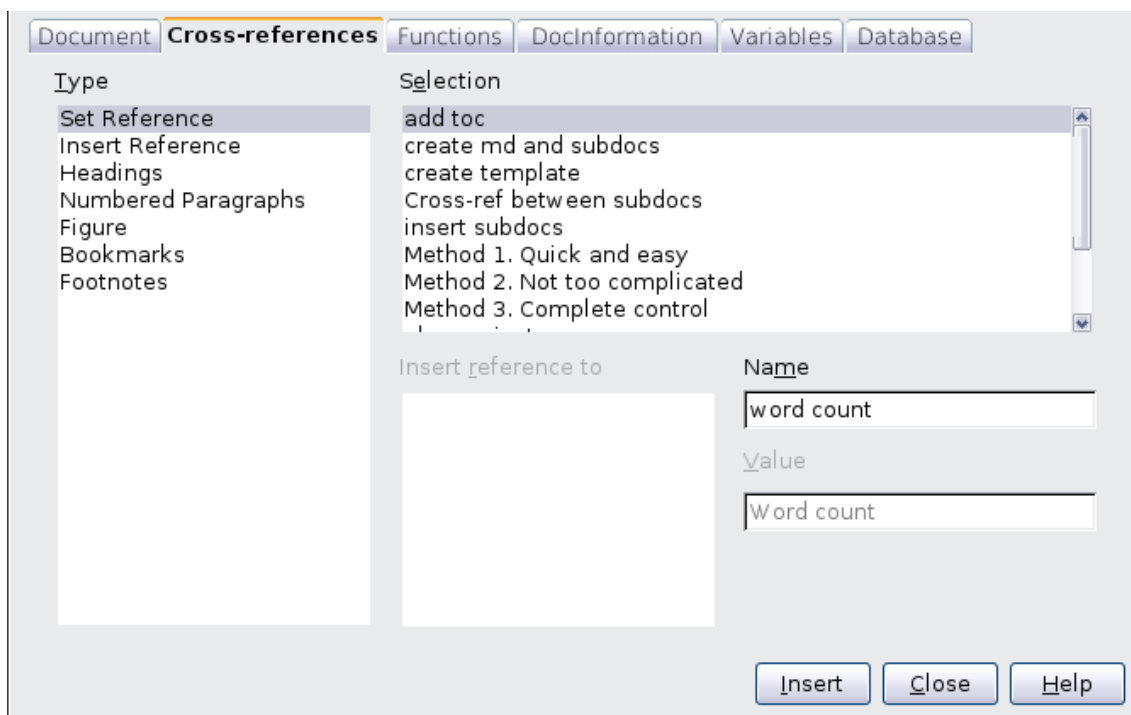 Document Cross-references Functions DocInformation Variables Database
Type
Set Reference
Insert Reference
Headings
Numbered Paragraphs
Figure
Bookmarks
Footnotes
Selection
add toc
create md and subdocs
create template
Cross-ref between subdocs
insert subdocs
Method 1. Quick and easy
Method 2. Not too complicated
Method 3. Complete control
Insert reference to
Name
word count
Value
Word count
Insert Close Help